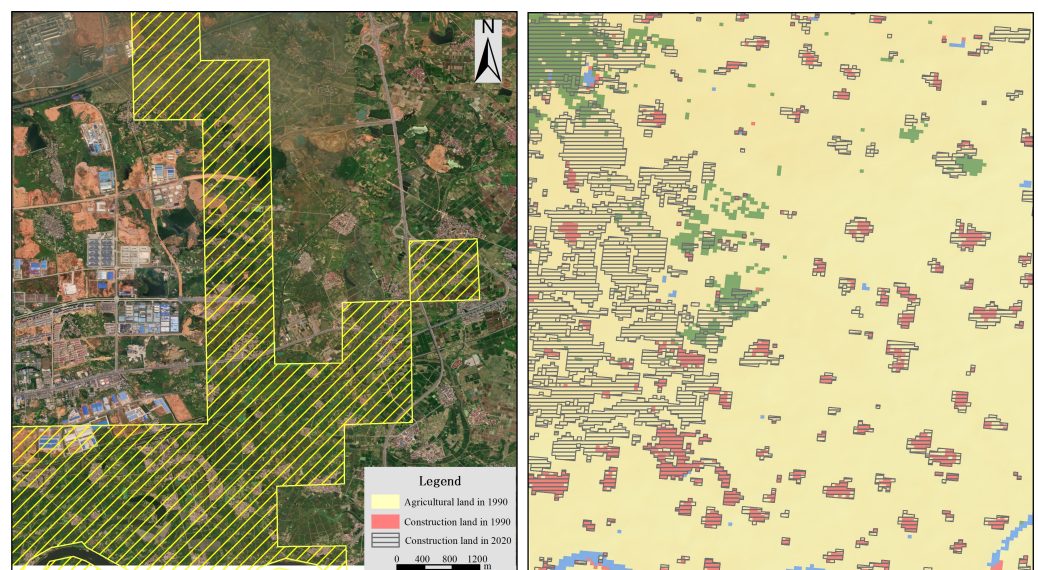 N
Legend
Agricultural land in 1990
Construction land in 1990
Construction land in 2020
0 400 800 1200
m